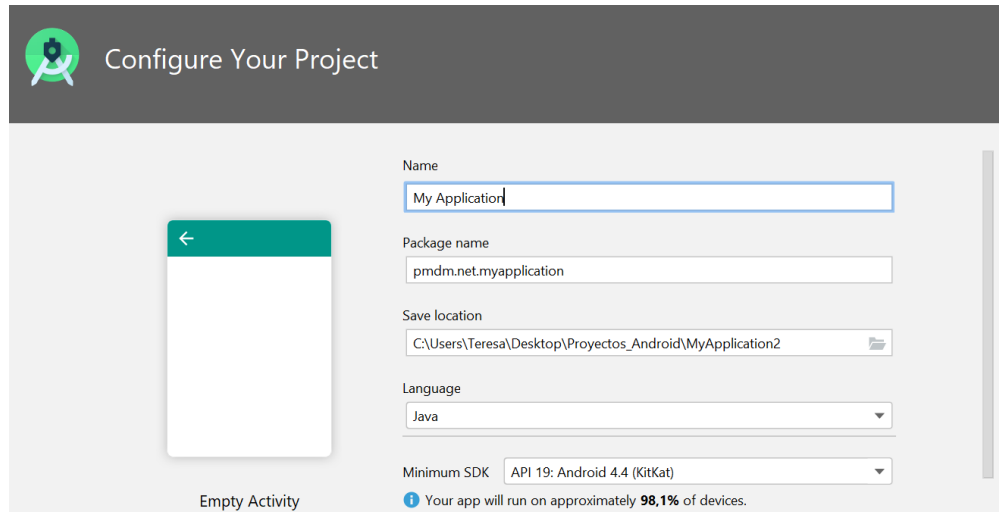 Configure Your Project
Name
My Application
Package name
pmdm.net.myapplication
Save location
C:\Users\Teresa\Desktop\Proyectos_Android\MyApplication2
Language
Java
Minimum SDK API 19: Android 4.4 (KitKat)
Empty Activity
Your app will run on approximately 98,1% of devices.